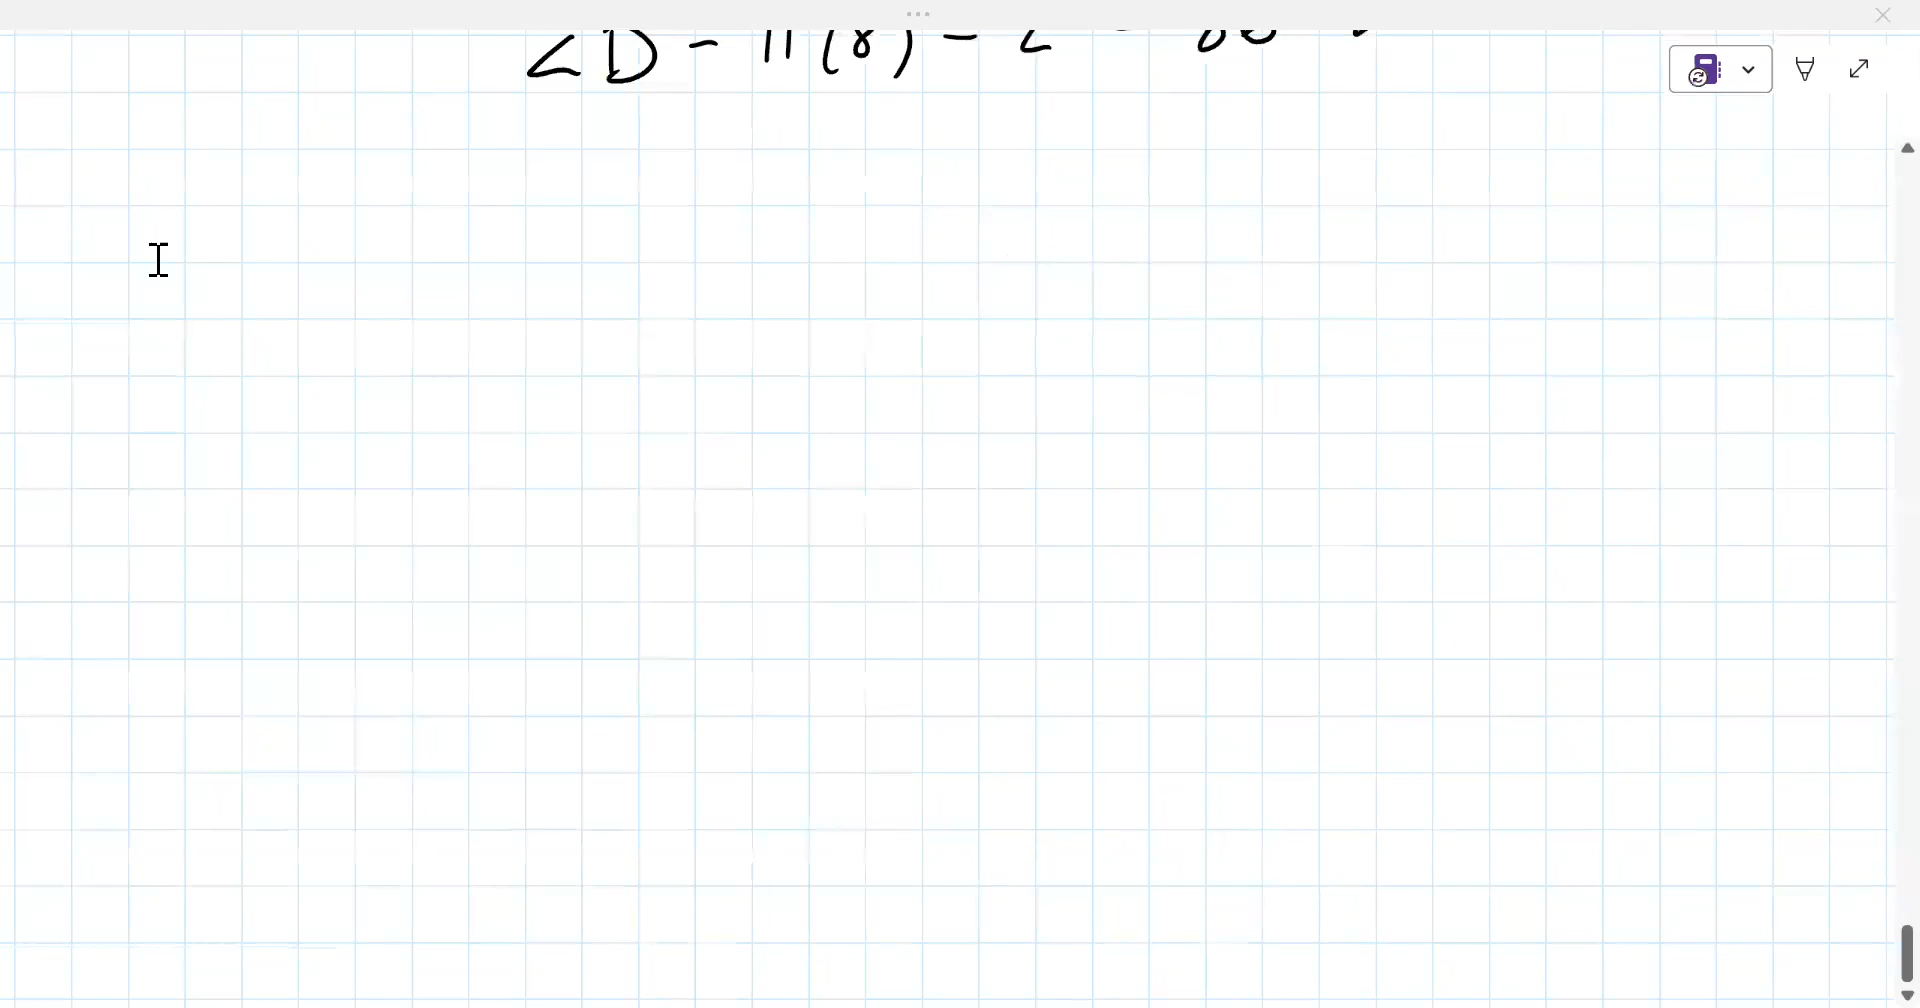 ∠D = 11(8) - 2 = 86°